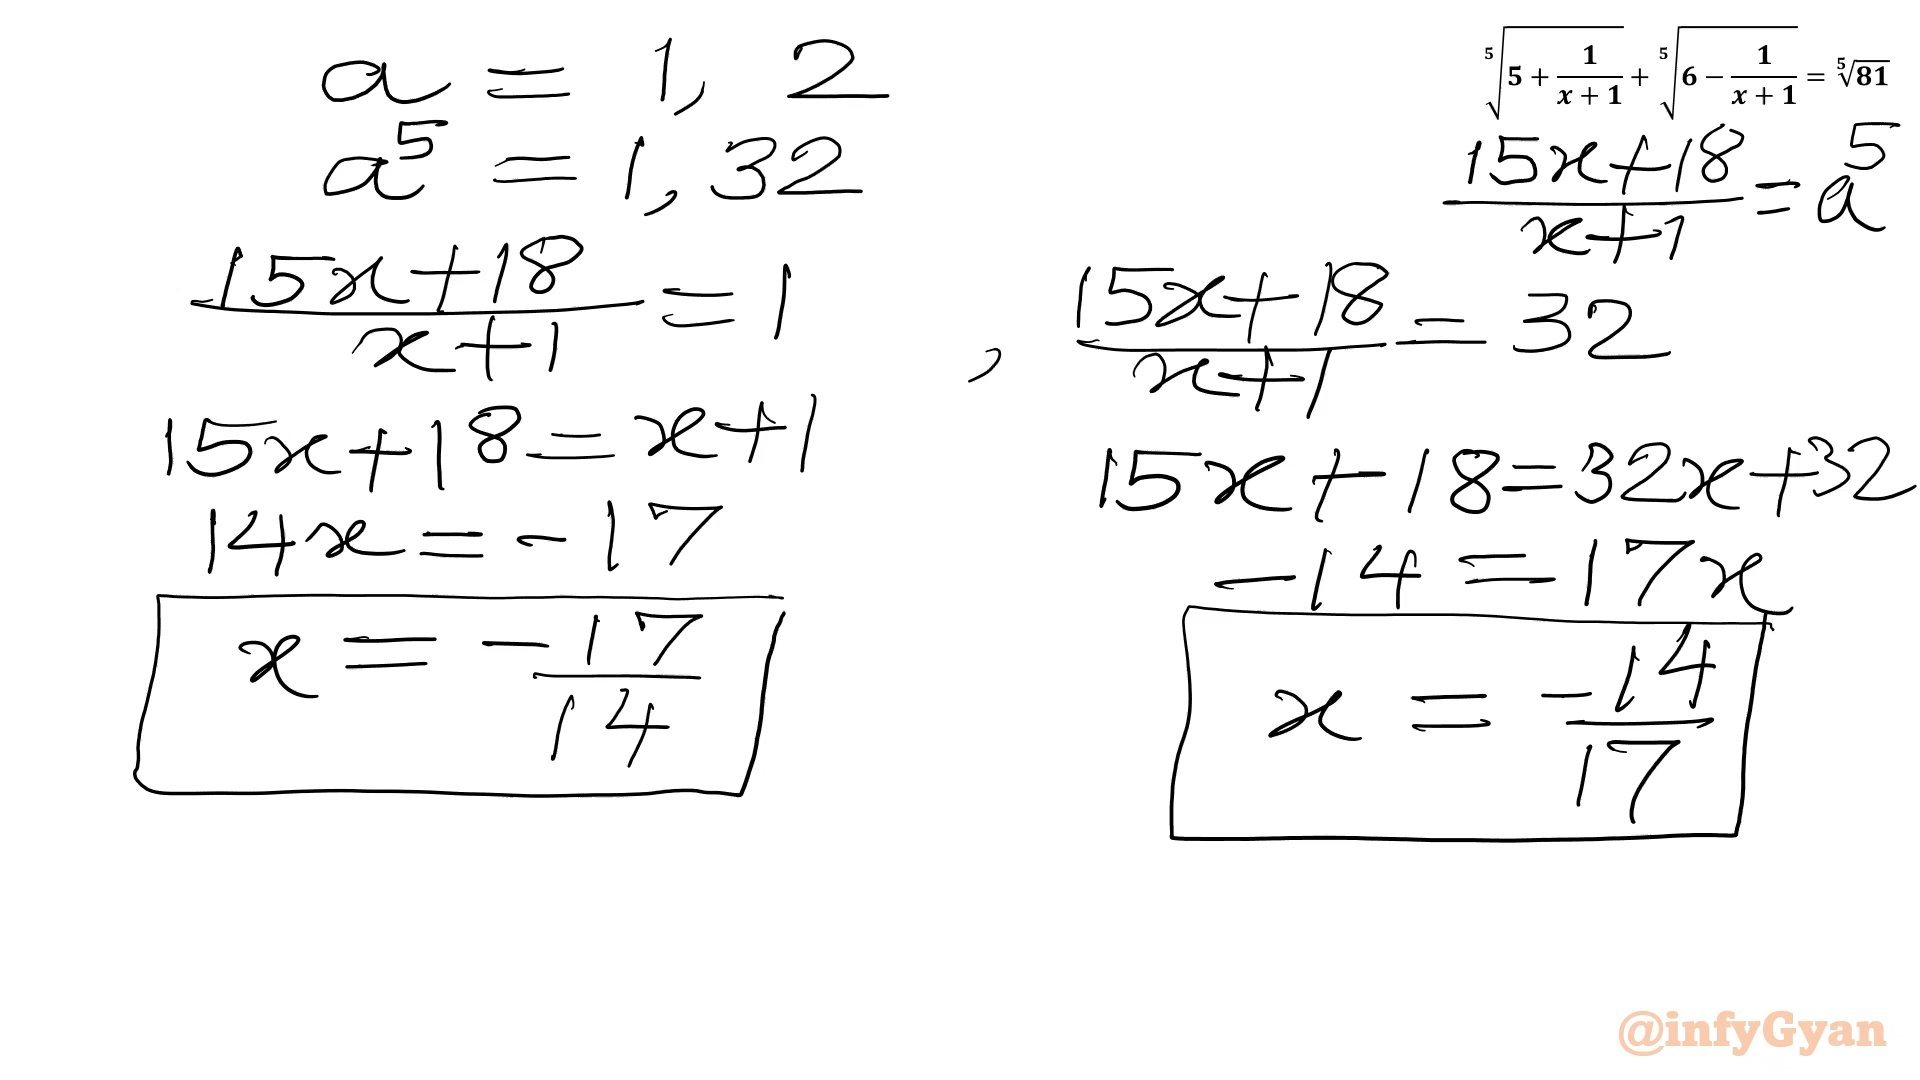 ⁵√(5 + 1/(x + 1)) + ⁵√(6 − 1/(x + 1)) = ⁵√81
(15x+18)/(x+1) = a⁵
a = 1, 2
a⁵ = 1, 32
(15x+18)/(x+1) = 1 , (15x+18)/(x+1) = 32
15x+18 = x+1
14x = -17
x = -17/14
15x+18 = 32x+32
-14 = 17x
x = -14/17
@infyGyan